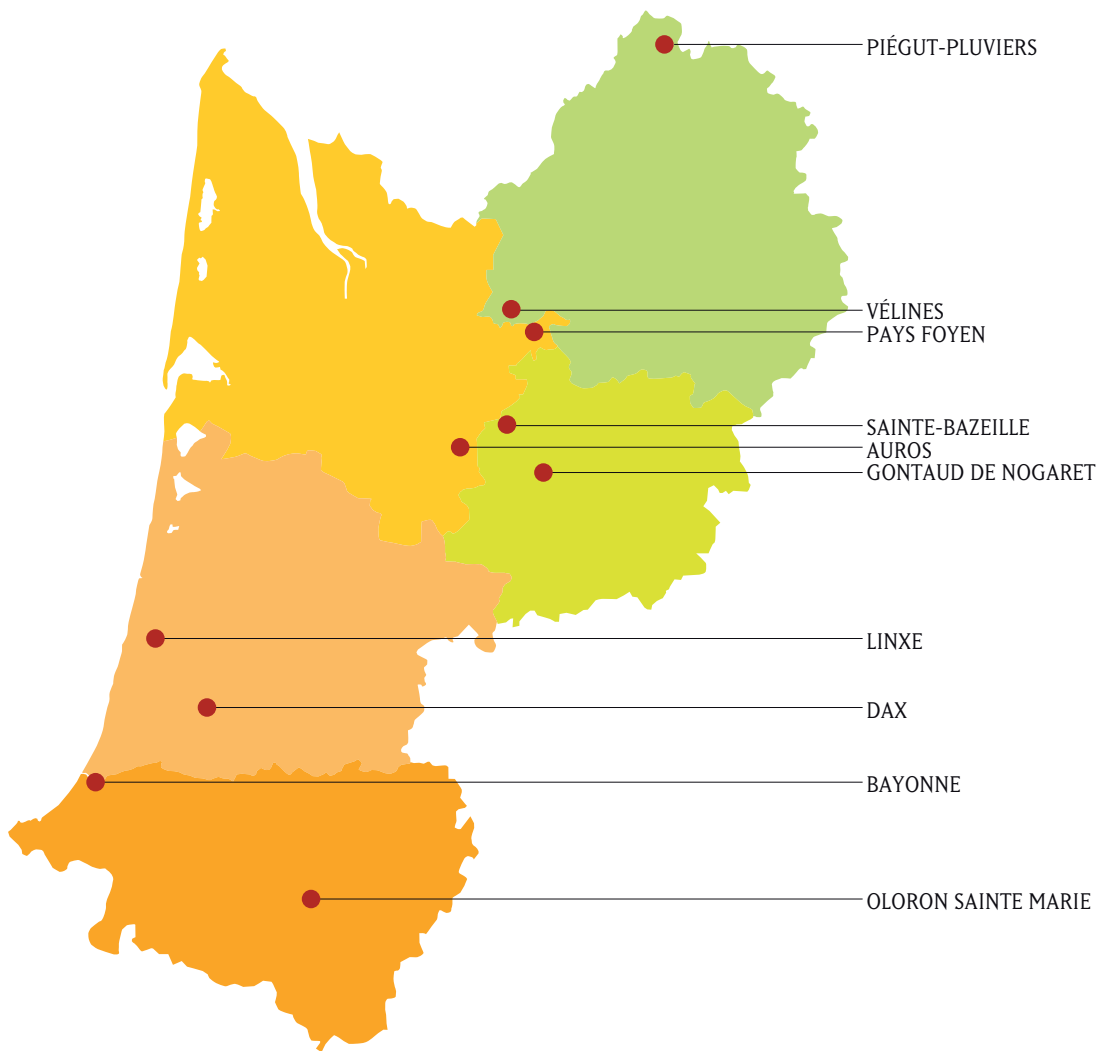 PIÉGUT-PLUVIERS
VÉLINES
PAYS FOYEN
SAINTE-BAZEILLE
AUROS
GONTAUD DE NOGARET
LINXE
DAX
BAYONNE
OLORON SAINTE MARIE